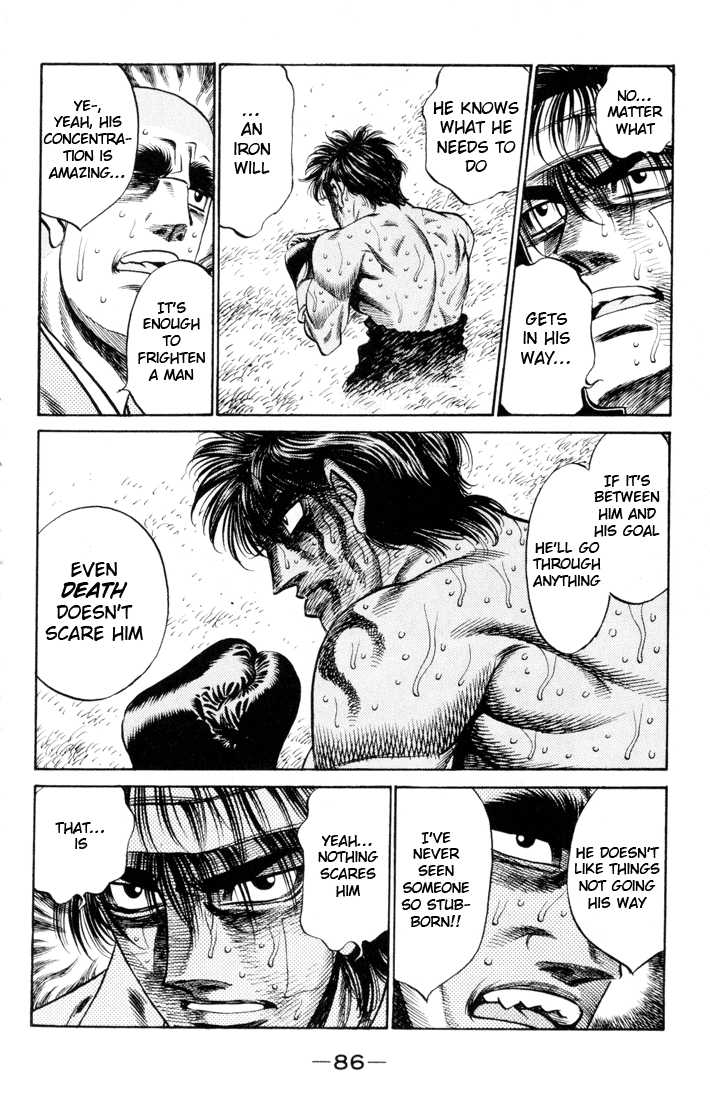 NO...
MATTER
WHAT
GETS
IN HIS
WAY...
HE KNOWS
WHAT HE
NEEDS TO
DO
...
AN
IRON
WILL
YE-,
YEAH, HIS
CONCENTRA-
TION IS
AMAZING...
IT'S
ENOUGH
TO
FRIGHTEN
A MAN
IF IT'S
BETWEEN
HIM AND
HIS GOAL
HE'LL GO
THROUGH
ANYTHING
EVEN
DEATH
DOESN'T
SCARE HIM
HE DOESN'T
LIKE THINGS
NOT GOING
HIS WAY
I'VE
NEVER
SEEN
SOMEONE
SO STUB-
BORN!!
YEAH...
NOTHING
SCARES
HIM
THAT...
IS
—86—